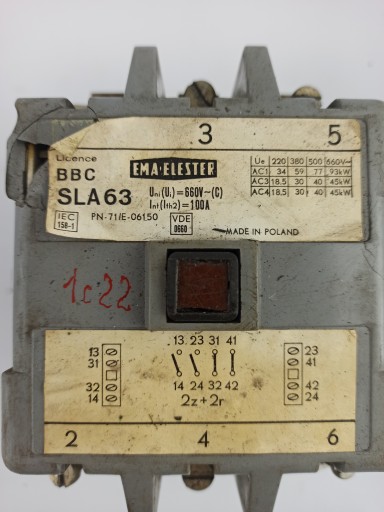 3 5
Licence
BBC
SLA63
EMA-ELESTER
Uni(Ui)=660V~(C)
Int(Ith2)=100A
Ue 220 380 500 660V~
AC1 34 59 77 93kW
AC3 18.5 30 40 45kW
AC4 18.5 30 40 45kW
IEC
158-1
PN-71/E-06150
VDE
0660
MADE IN POLAND
1c22
13 23 31 41
13
31
32
14
14 24 32 42
2z+2r
23
41
42
24
2 4 6